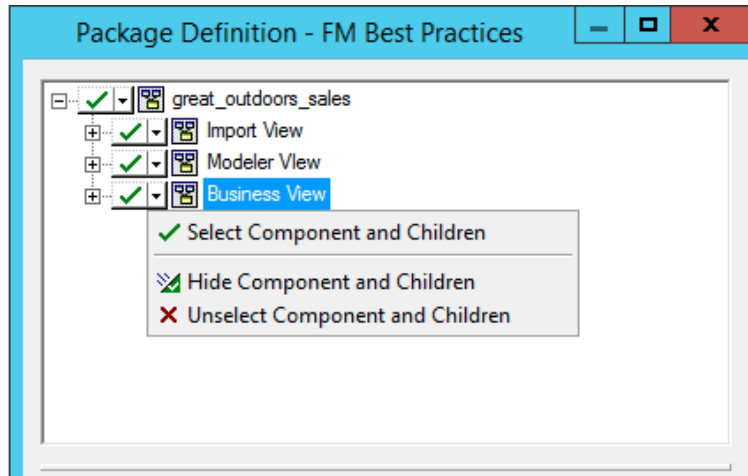 Package Definition - FM Best Practices
great_outdoors_sales
Import View
Modeler VIew
Business View
Select Component and Children
Hide Component and Children
Unselect Component and Children